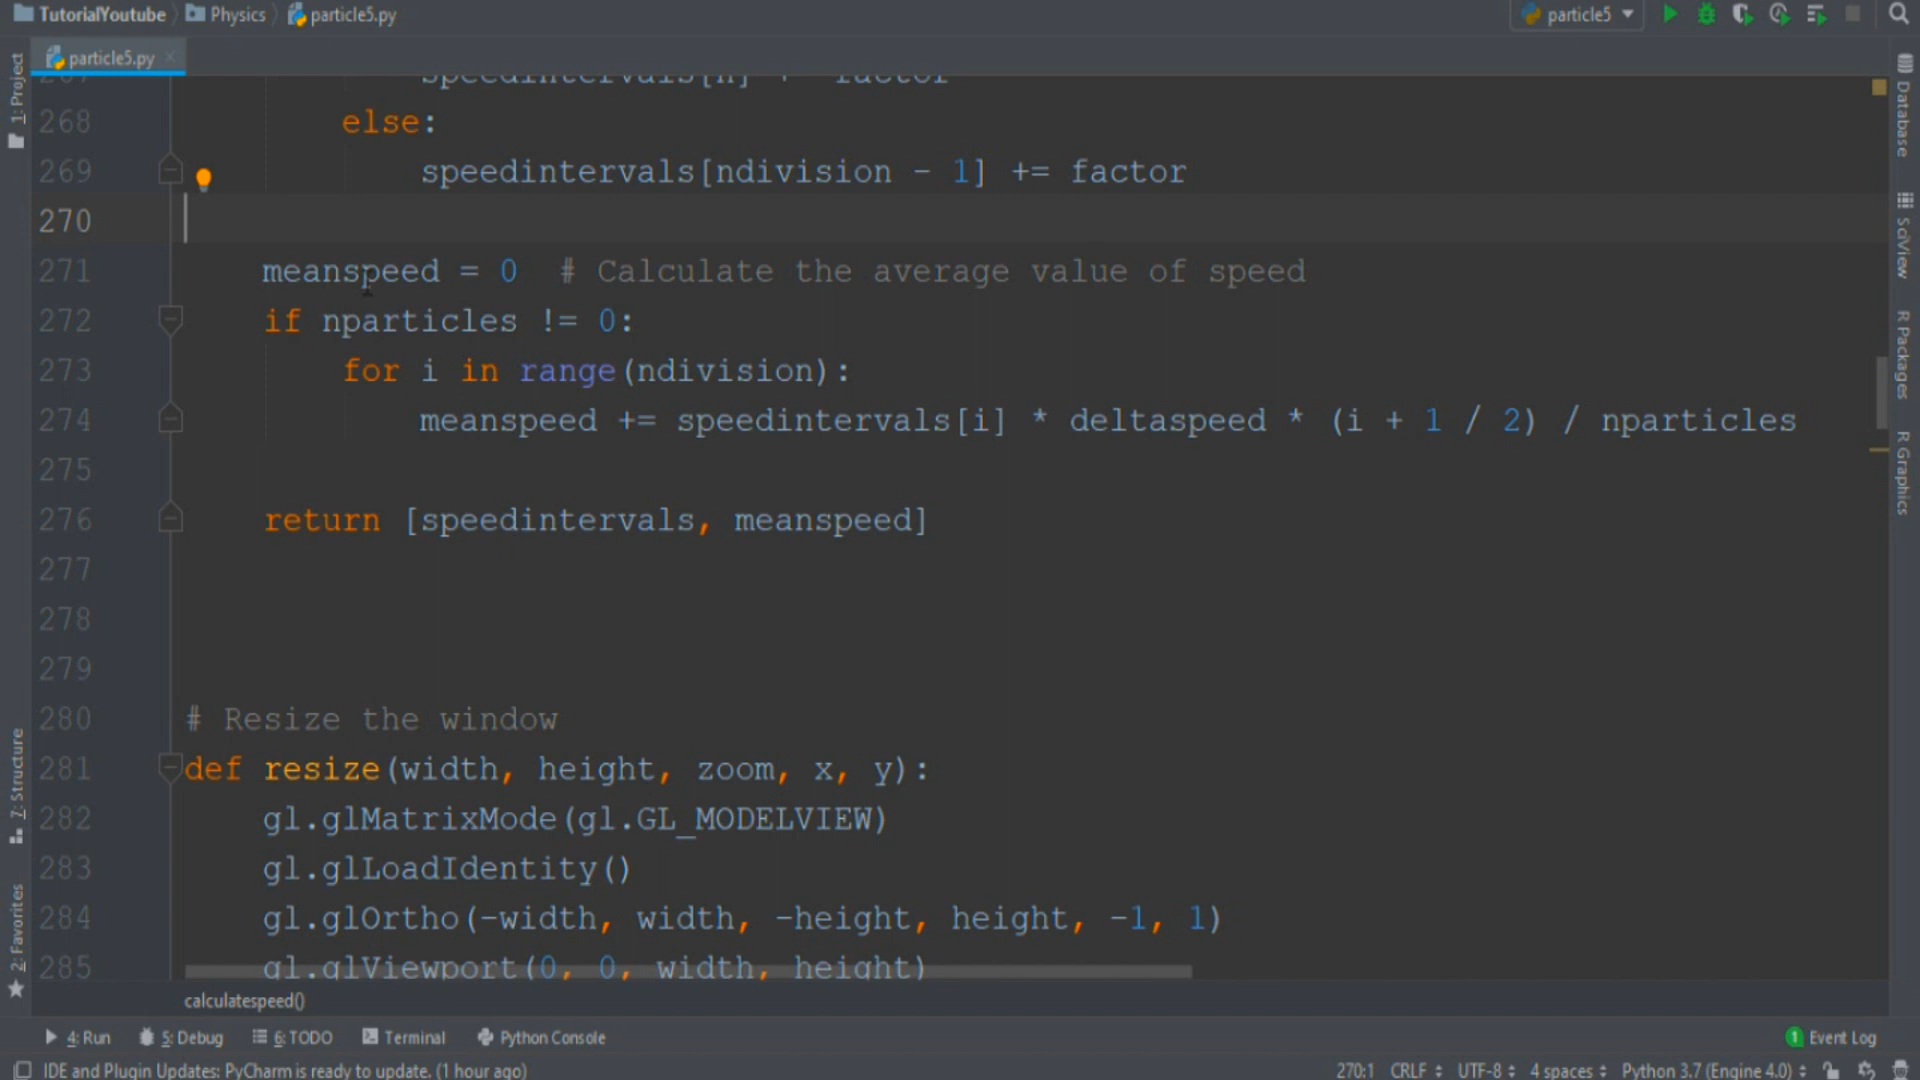 TutorialYoutube Physics particle5.py particle5
particle5.py
1: Project
267 speedintervals[n] += factor
268 else:
269 speedintervals[ndivision - 1] += factor
270
271 meanspeed = 0 # Calculate the average value of speed
272 if nparticles != 0:
273 for i in range(ndivision):
274 meanspeed += speedintervals[i] * deltaspeed * (i + 1 / 2) / nparticles
275
276 return [speedintervals, meanspeed]
277
278
279
280 # Resize the window
281 def resize(width, height, zoom, x, y):
282 gl.glMatrixMode(gl.GL_MODELVIEW)
283 gl.glLoadIdentity()
284 gl.glOrtho(-width, width, -height, height, -1, 1)
285 gl.glViewport(0, 0, width, height)
7: Structure
2: Favorites
Database
SciView
R Packages
R Graphics
calculatespeed()
4: Run 5: Debug 6: TODO Terminal Python Console 1 Event Log
IDE and Plugin Updates: PyCharm is ready to update. (1 hour ago) 270:1 CRLF UTF-8 4 spaces Python 3.7 (Engine 4.0)